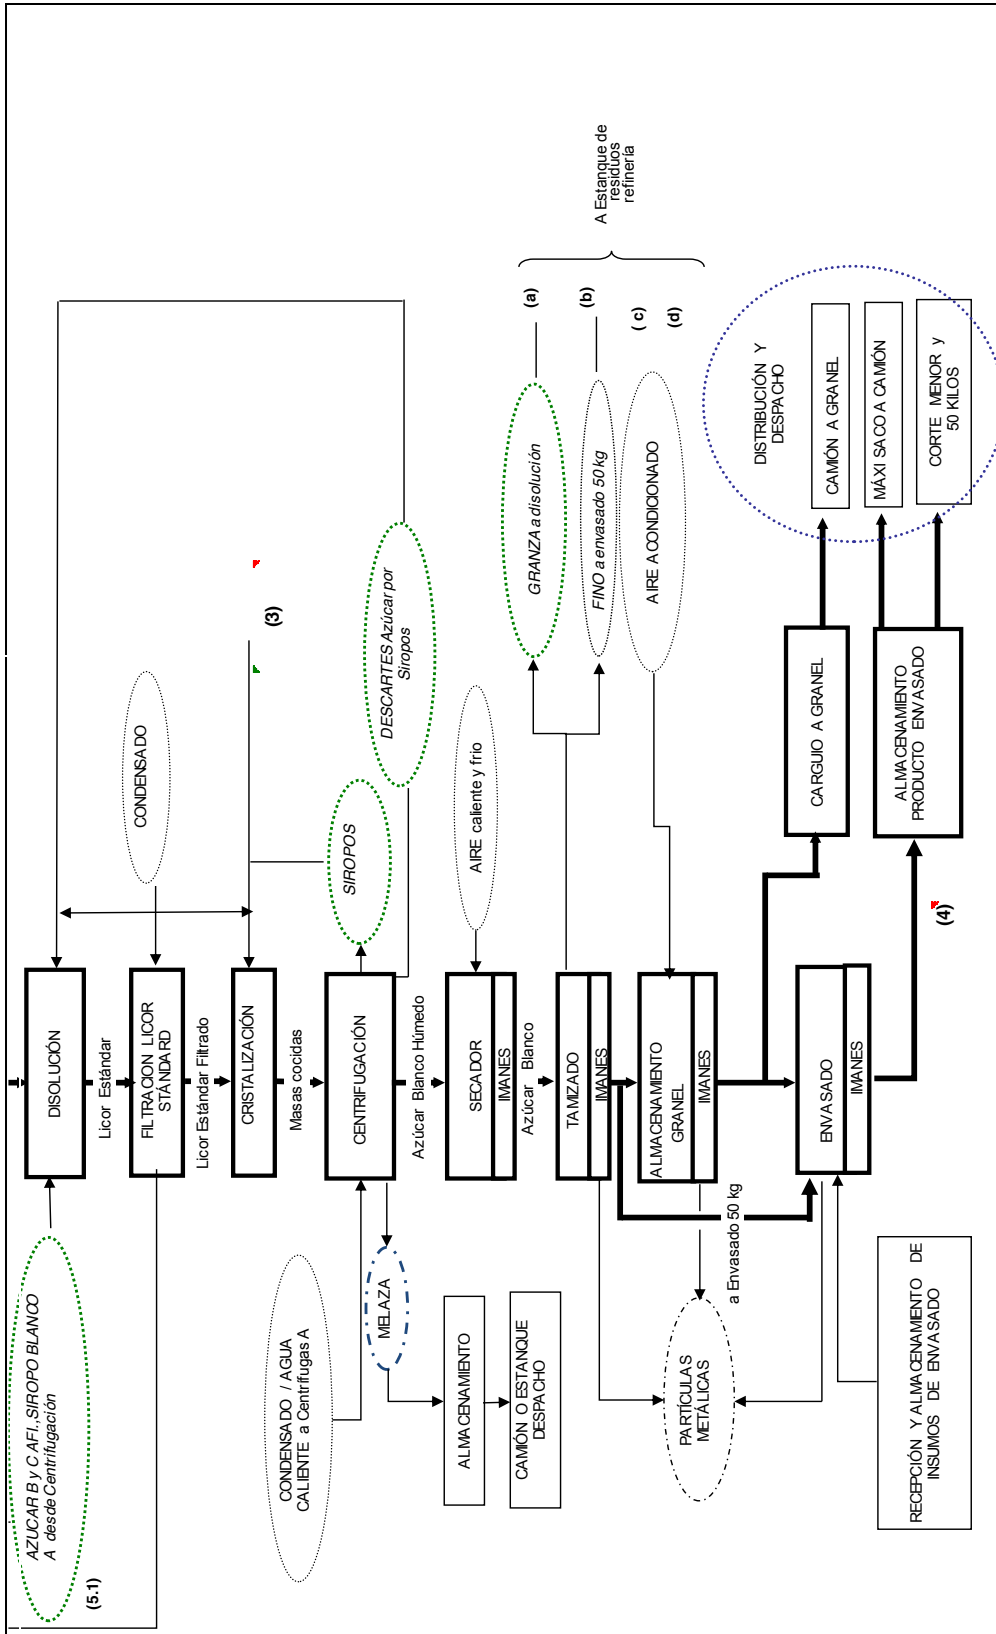 AZUCAR B y C AFI.,SIROPO BLANCO
A desde Centrifugación
(5.1)
DISOLUCIÓN
Licor Estándar
FILTRACION LICOR
STÁNDARD
Licor Estándar Filtrado
CRISTALIZACIÓN
Masas cocidas
CENTRIFUGACIÓN
Azúcar Blanco Húmedo
SECADOR
IMANES
Azúcar Blanco
TAMIZADO
IMANES
ALMACENAMIENTO
GRANEL
IMANES
ENVASADO
IMANES
CONDENSADO / AGUA
CALIENTE a Centrífugas A
MELAZA
ALMACENAMIENTO
CAMIÓN O ESTANQUE
DESPACHO
PARTÍCULAS
METÁLICAS
a Envasado 50 kg
RECEPCIÓN Y ALMACENAMIENTO DE
INSUMOS DE ENVASADO
CONDENSADO
(3)
SIROPOS
DESCARTES Azúcar por
Siropos
AIRE caliente y frio
GRANZA a disolución
(a)
FINO a envasado 50 kg
(b)
AIRE ACONDICIONADO
( c)
(d)
A Estanque de
residuos
refinería
CARGUIO A GRANEL
ALMACENAMIENTO
PRODUCTO ENVASADO
(4)
DISTRIBUCIÓN Y
DESPACHO
CAMIÓN A GRANEL
MÁXI SACO A CAMIÓN
CORTE MENOR y
50 KILOS